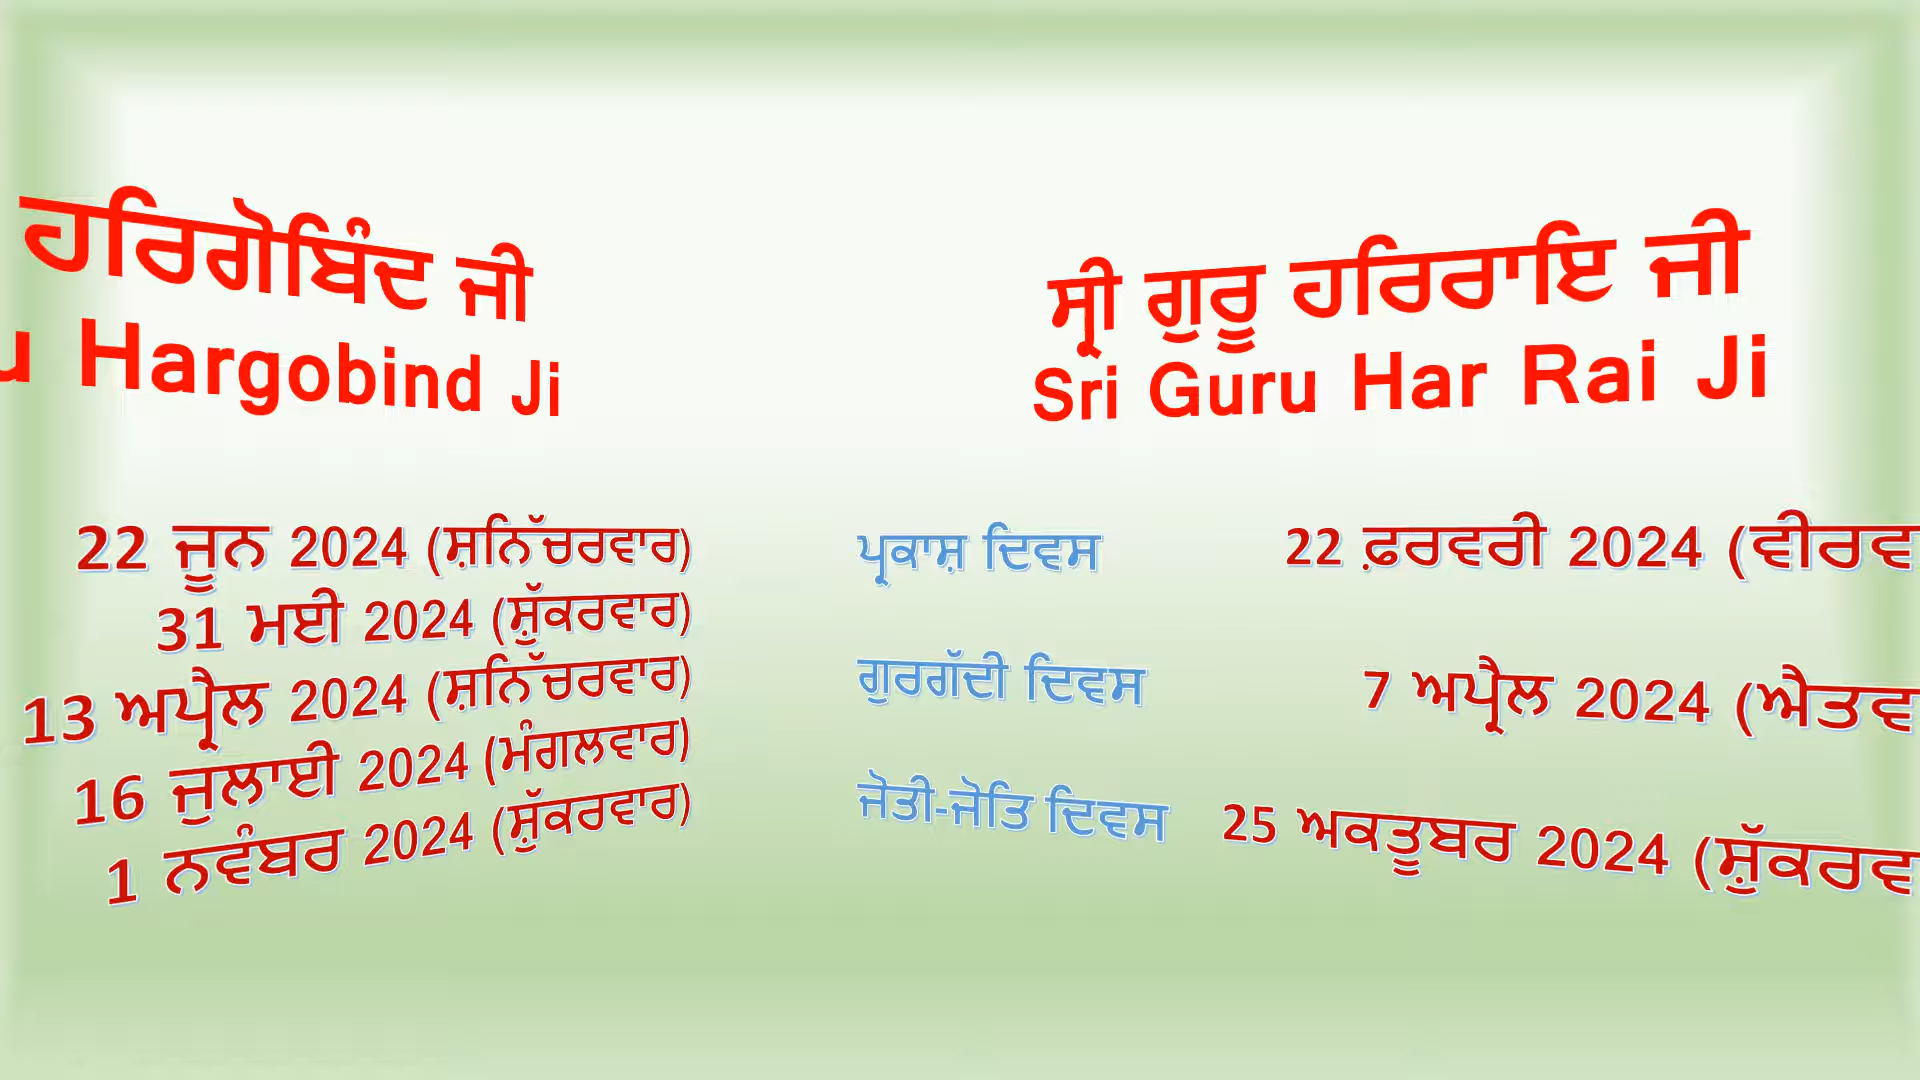 ਹਰਿਗੋਬਿੰਦ ਜੀ
Hargobind Ji
22 ਜੂਨ 2024 (ਸ਼ਨਿੱਚਰਵਾਰ)
31 ਮਈ 2024 (ਸ਼ੁੱਕਰਵਾਰ)
13 ਅਪ੍ਰੈਲ 2024 (ਸ਼ਨਿੱਚਰਵਾਰ)
16 ਜੁਲਾਈ 2024 (ਮੰਗਲਵਾਰ)
1 ਨਵੰਬਰ 2024 (ਸ਼ੁੱਕਰਵਾਰ)
ਸ੍ਰੀ ਗੁਰੂ ਹਰਿਰਾਇ ਜੀ
Sri Guru Har Rai Ji
ਪ੍ਰਕਾਸ਼ ਦਿਵਸ 22 ਫ਼ਰਵਰੀ 2024
ਗੁਰਗੱਦੀ ਦਿਵਸ 7 ਅਪ੍ਰੈਲ 2024
ਜੋਤੀ-ਜੋਤਿ ਦਿਵਸ 25 ਅਕਤੂਬਰ 2024